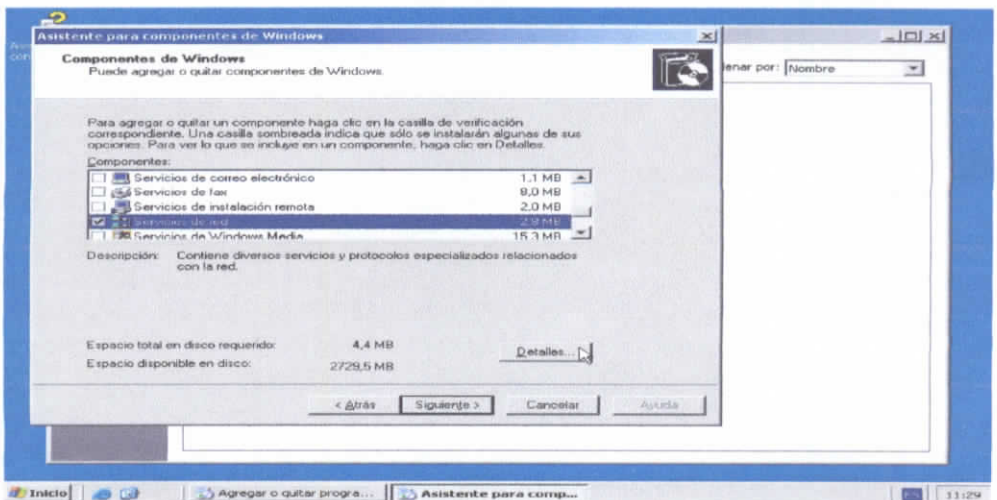 Asistente para componentes de Windows
Componentes de Windows
Puede agregar o quitar componentes de Windows.
enar por: Nombre
Para agregar o quitar un componente haga clic en la casilla de verificación
correspondiente. Una casilla sombreada indica que sólo se instalarán algunas de sus
opciones. Para ver lo que se incluye en un componente, haga clic en Detalles.
Componentes:
Servicios de correo electrónico 1,1 MB
Servicios de fax 8,0 MB
Servicios de instalación remota 2,0 MB
Servicios de red 2,9 MB
Servicios de Windows Media 15,3 MB
Descripción: Contiene diversos servicios y protocolos especializados relacionados
con la red.
Espacio total en disco requerido: 4,4 MB
Detalles...
Espacio disponible en disco: 2729,5 MB
< Atrás Siguiente > Cancelar Ayuda
Inicio Agregar o quitar progra... Asistente para comp... 11:29